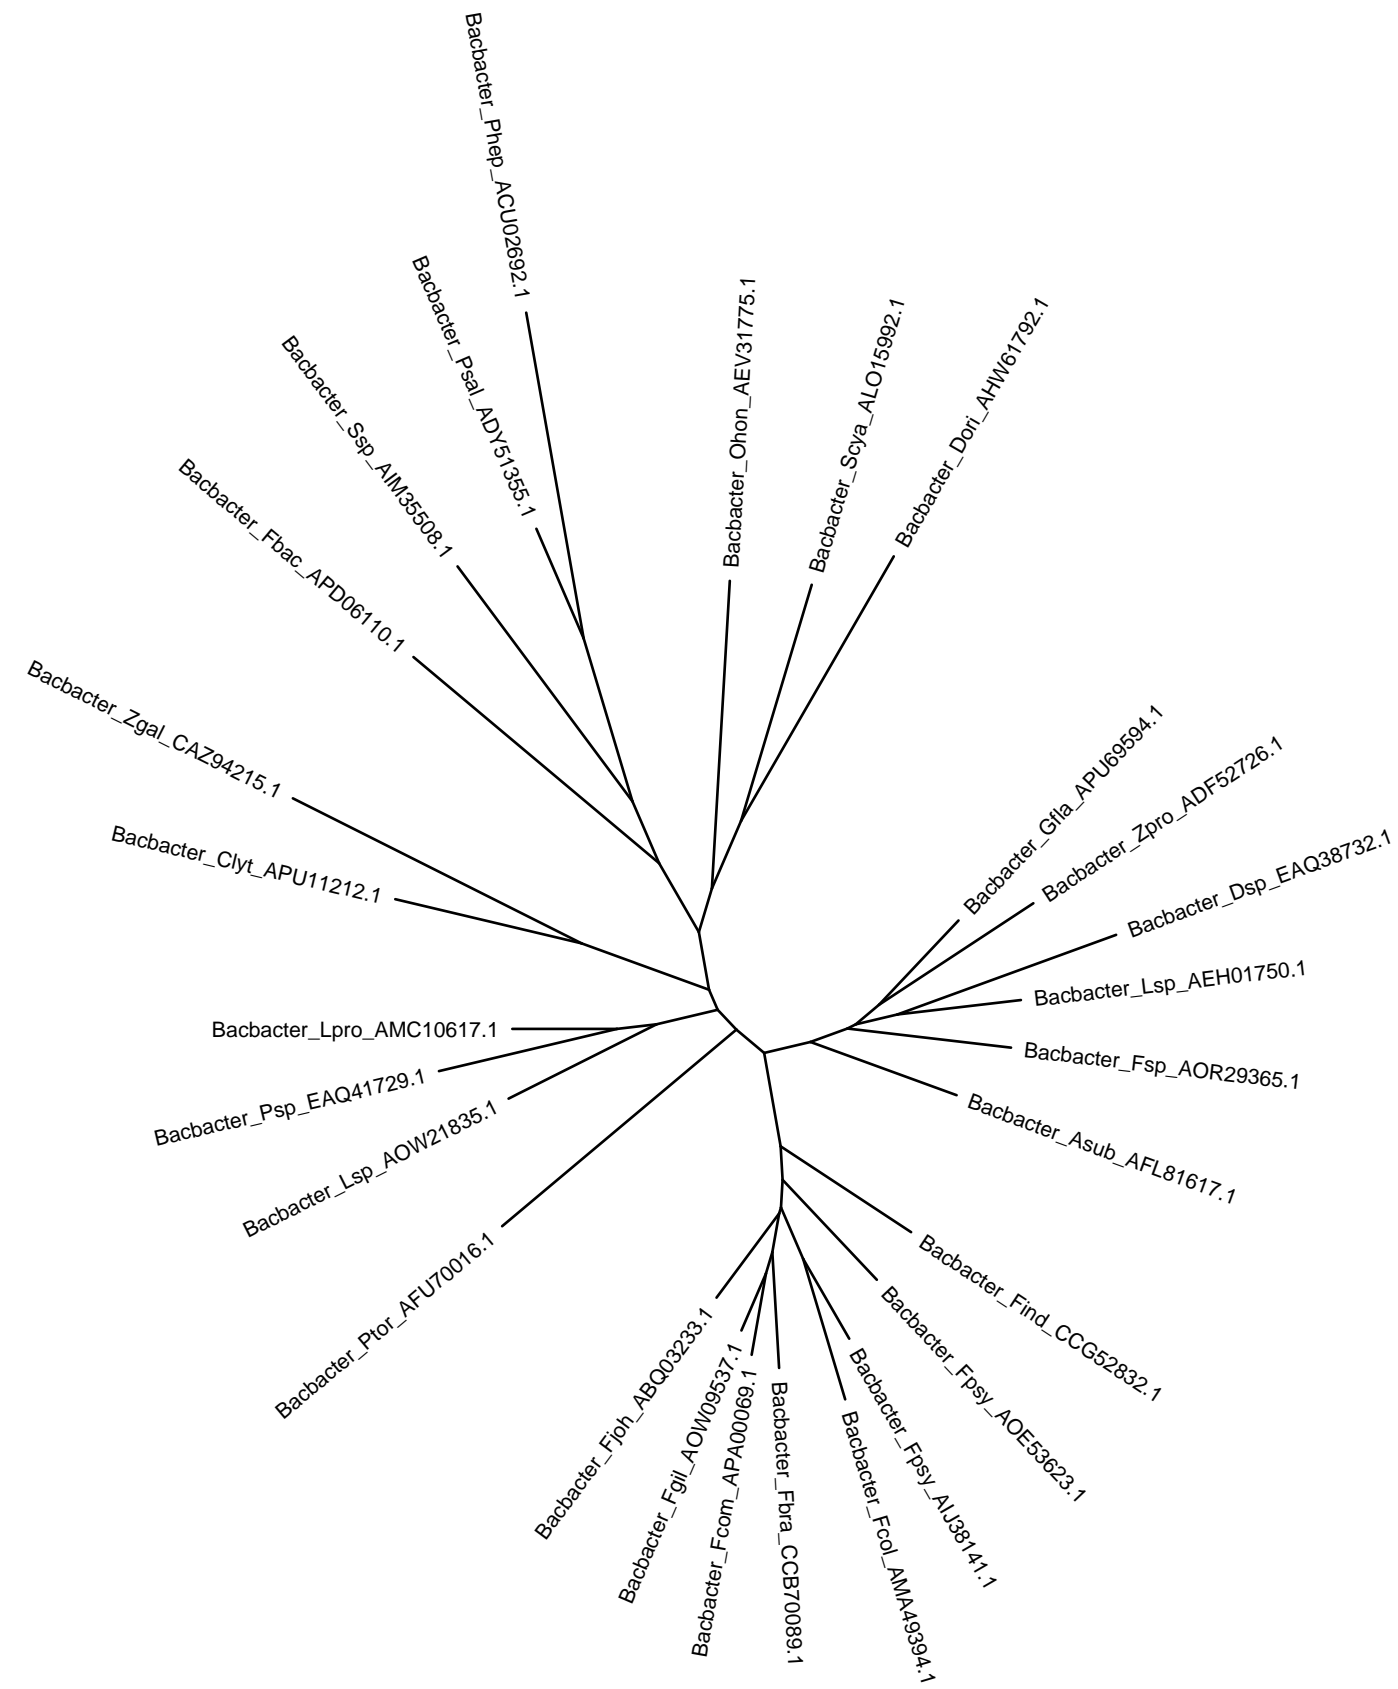 Bacbacter_Phep_ACU02692.1
Bacbacter_Psal_ADY51355.1
Bacbacter_Ssp_AIM35508.1
Bacbacter_Fbac_APD06110.1
Bacbacter_Zgal_CAZ94215.1
Bacbacter_Clyt_APU11212.1
Bacbacter_Lpro_AMC10617.1
Bacbacter_Psp_EAQ41729.1
Bacbacter_Lsp_AOW21835.1
Bacbacter_Ptor_AFU70016.1
Bacbacter_Fjoh_ABQ03233.1
Bacbacter_Fgil_AOW09537.1
Bacbacter_Fcom_APA00069.1
Bacbacter_Fbra_CCB70089.1
Bacbacter_Fcol_AMA49394.1
Bacbacter_Fpsy_AIJ38141.1
Bacbacter_Fpsy_AOE53623.1
Bacbacter_Find_CCG52832.1
Bacbacter_Asub_AFL81617.1
Bacbacter_Fsp_AOR29365.1
Bacbacter_Lsp_AEH01750.1
Bacbacter_Dsp_EAQ38732.1
Bacbacter_Zpro_ADF52726.1
Bacbacter_Gfla_APU69594.1
Bacbacter_Dori_AHW61792.1
Bacbacter_Scya_ALO15992.1
Bacbacter_Ohon_AEV31775.1